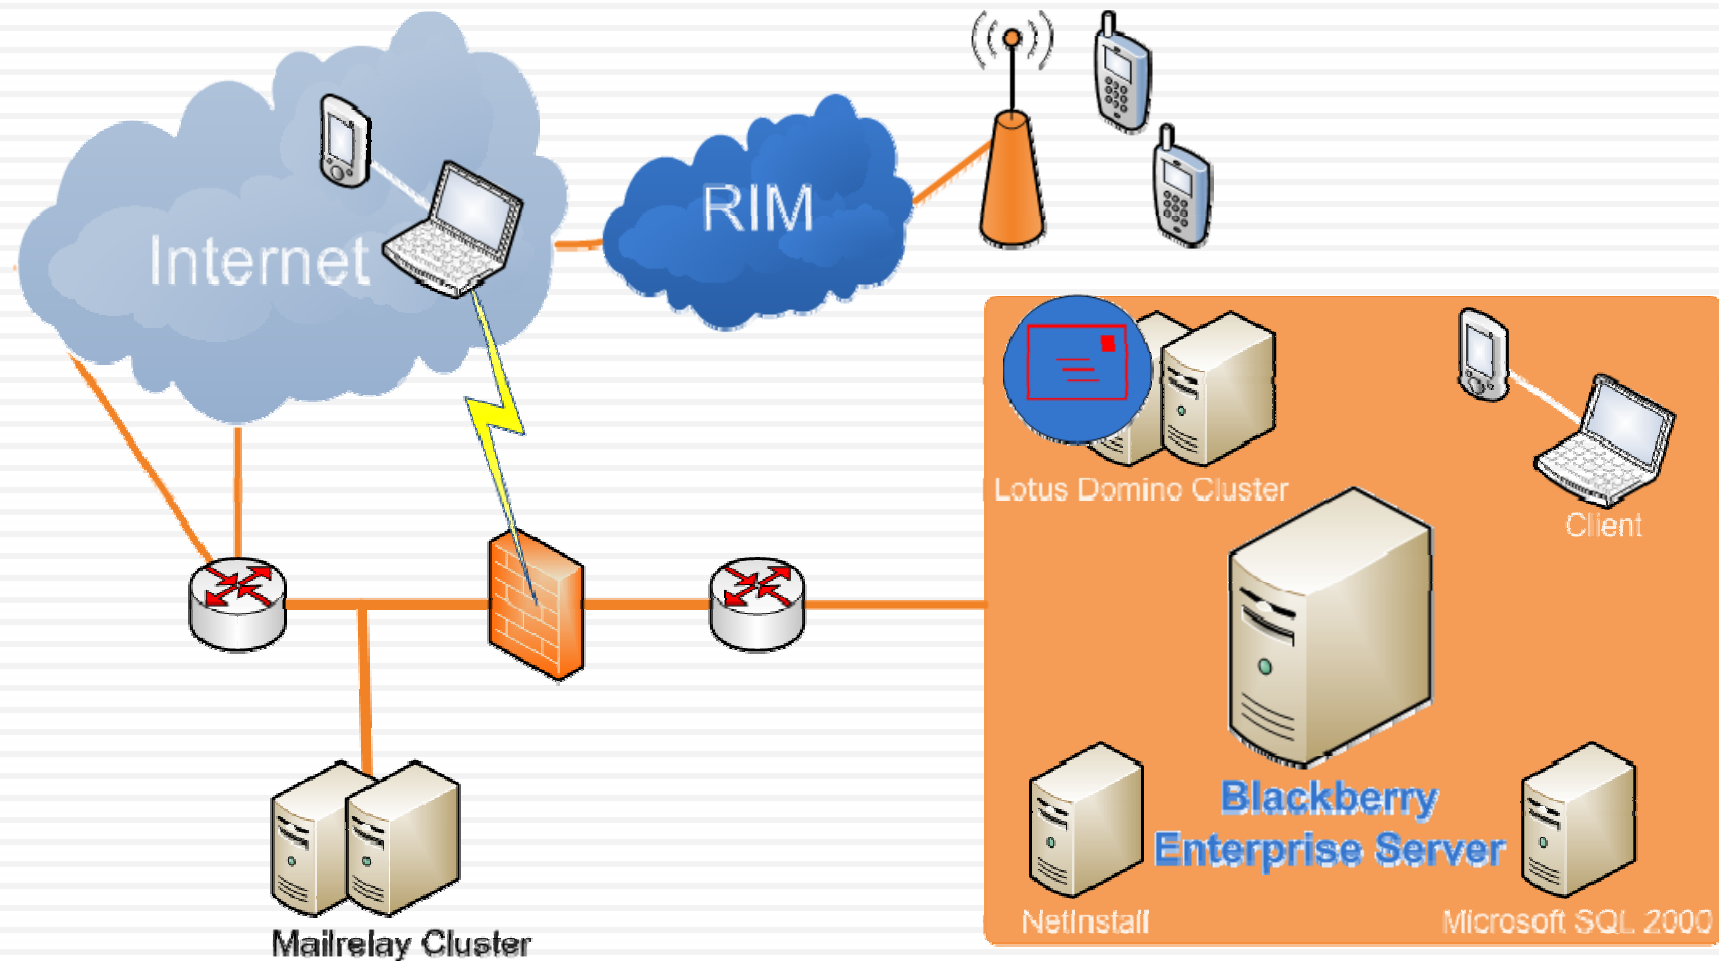 RIM
Internet
Lotus Domino Cluster
Client
Blackberry
Enterprise Server
NetInstall
Microsoft SQL 2000
Mailrelay Cluster